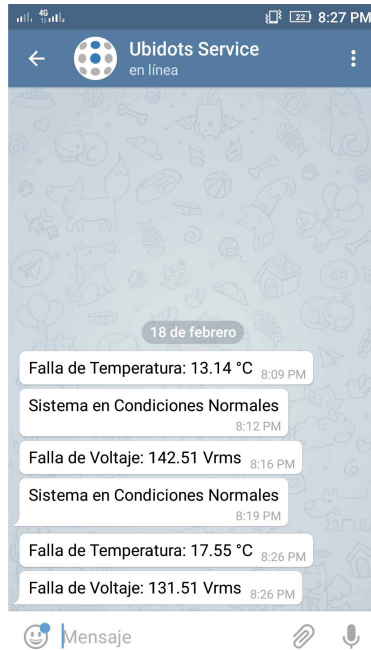 4G
22 8:27 PM
Ubidots Service
en línea
18 de febrero
Falla de Temperatura: 13.14 °C 8:09 PM
Sistema en Condiciones Normales
8:12 PM
Falla de Voltaje: 142.51 Vrms 8:16 PM
Sistema en Condiciones Normales
8:19 PM
Falla de Temperatura: 17.55 °C 8:26 PM
Falla de Voltaje: 131.51 Vrms 8:26 PM
Mensaje